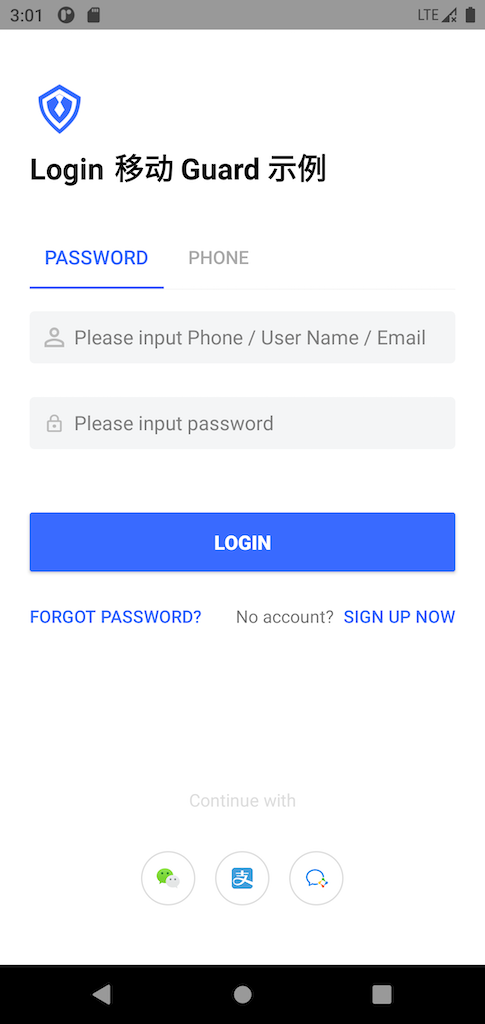 3:01 LTE
Login 移动 Guard 示例
PASSWORD PHONE
Please input Phone / User Name / Email
Please input password
LOGIN
FORGOT PASSWORD? No account? SIGN UP NOW
Continue with
支